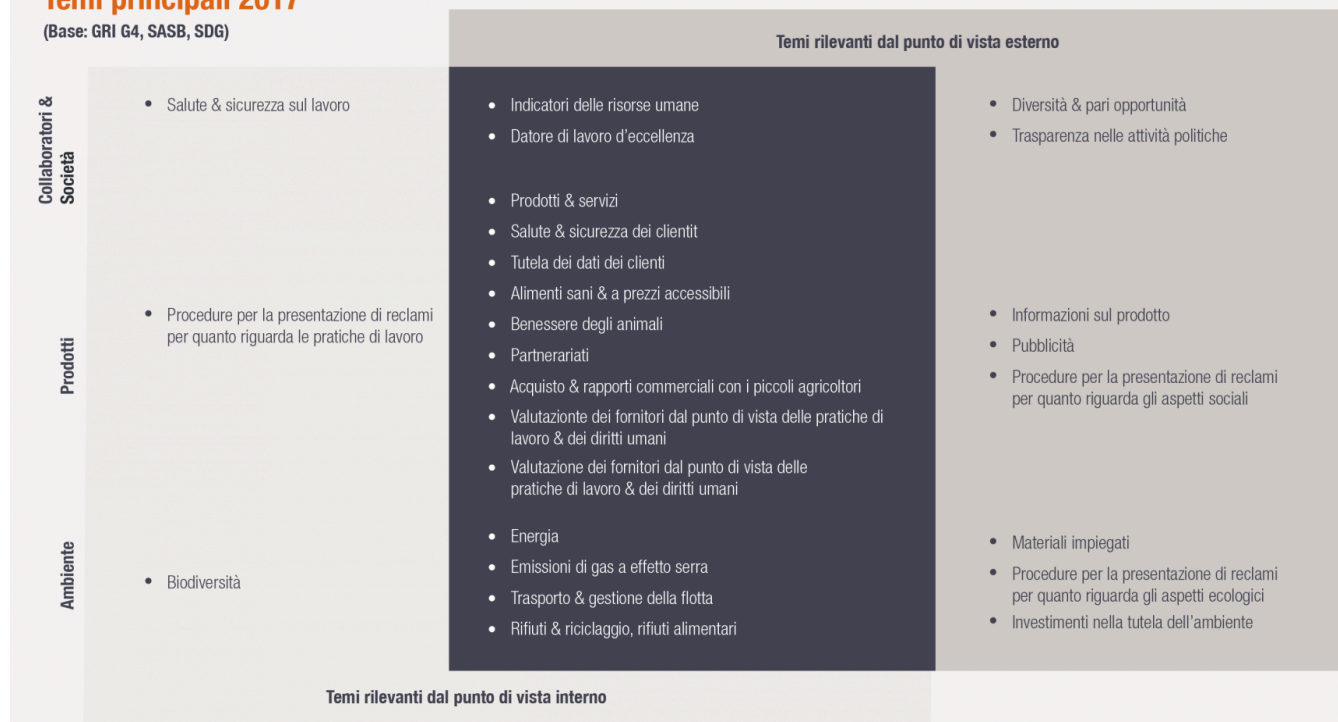 Temi principali 2017
(Base: GRI G4, SASB, SDG)
Temi rilevanti dal punto di vista esterno
Collaboratori &
Società
• Salute & sicurezza sul lavoro
• Indicatori delle risorse umane
• Datore di lavoro d'eccellenza
• Diversità & pari opportunità
• Trasparenza nelle attività politiche
Prodotti
• Procedure per la presentazione di reclami
per quanto riguarda le pratiche di lavoro
• Prodotti & servizi
• Salute & sicurezza dei clientit
• Tutela dei dati dei clienti
• Alimenti sani & a prezzi accessibili
• Benessere degli animali
• Partnerariati
• Acquisto & rapporti commerciali con i piccoli agricoltori
• Valutazionte dei fornitori dal punto di vista delle pratiche di
lavoro & dei diritti umani
• Valutazione dei fornitori dal punto di vista delle
pratiche di lavoro & dei diritti umani
• Informazioni sul prodotto
• Pubblicità
• Procedure per la presentazione di reclami
per quanto riguarda gli aspetti sociali
Ambiente
• Biodiversità
• Energia
• Emissioni di gas a effetto serra
• Trasporto & gestione della flotta
• Rifiuti & riciclaggio, rifiuti alimentari
• Materiali impiegati
• Procedure per la presentazione di reclami
per quanto riguarda gli aspetti ecologici
• Investimenti nella tutela dell'ambiente
Temi rilevanti dal punto di vista interno